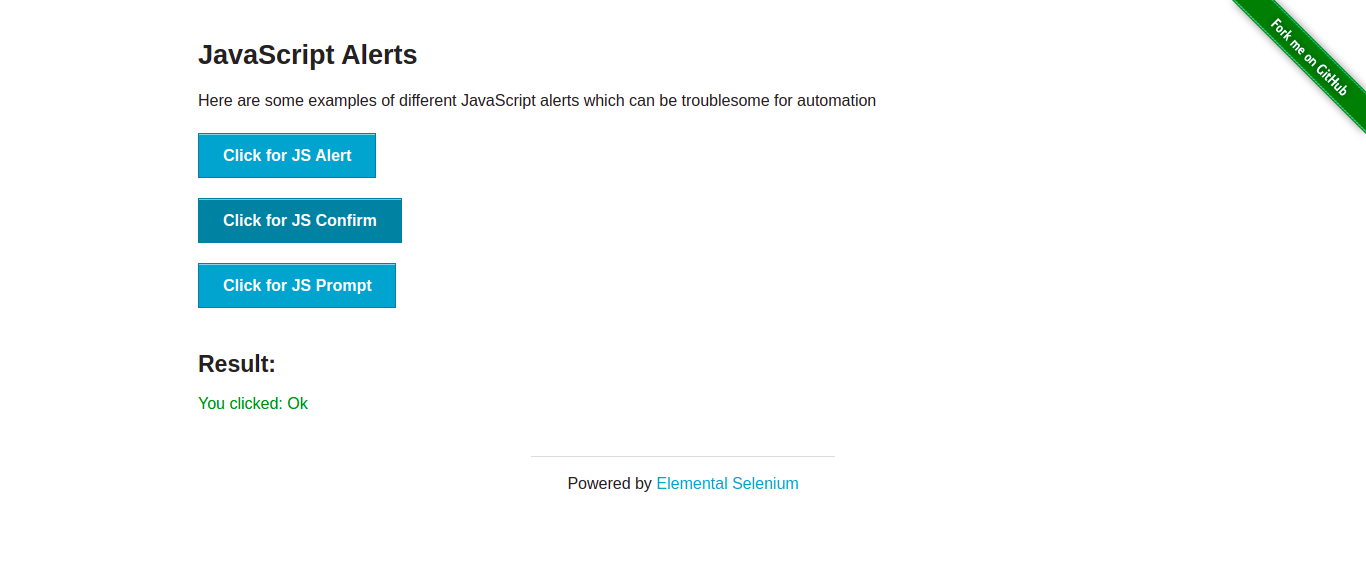 Fork me on GitHub
JavaScript Alerts
Here are some examples of different JavaScript alerts which can be troublesome for automation
Click for JS Alert
Click for JS Confirm
Click for JS Prompt
Result:
You clicked: Ok
Powered by Elemental Selenium